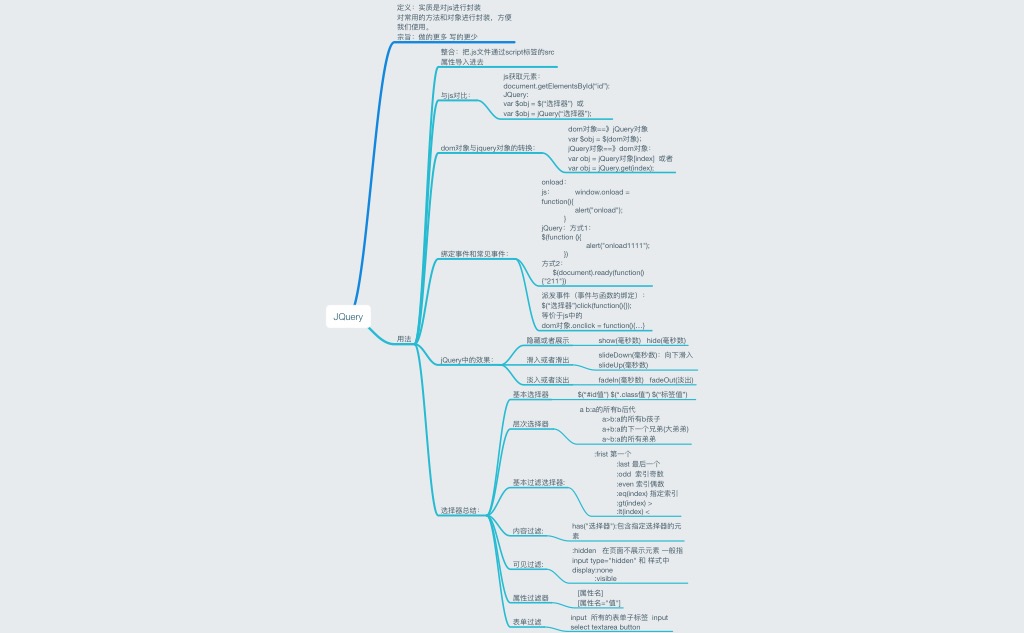 定义：实质是对js进行封装
对常用的方法和对象进行封装，方便
我们使用。
宗旨：做的更多 写的更少
整合：把.js文件通过script标签的src
属性导入进去
js获取元素：
document.getElementsById("id");
JQuery:
var $obj = $("选择器") 或
var $obj = jQuery("选择器");
与js对比：
dom对象==》jQuery对象
var $obj = $(dom对象);
jQuery对象==》dom对象：
var obj = jQuery对象[index] 或者
var obj = jQuery.get(index);
dom对象与jquery对象的转换：
onload：
js: window.onload =
function(){
alert("onload");
}
jQuery：方式1：
$(function (){
alert("onload1111");
})
方式2：
$(document).ready(function()
{"211"})
绑定事件和常见事件：
派发事件（事件与函数的绑定）：
$("选择器")click(function(){});
等价于js中的
dom对象.onclick = function(){...}
JQuery
用法
隐藏或者展示 show(毫秒数) hide(毫秒数)
jQuery中的效果：
滑入或者滑出
slideDown(毫秒数)：向下滑入
slideUp(毫秒数)
淡入或者淡出 fadeIn(毫秒数) fadeOut(淡出)
基本选择器 $("#id值") $(".class值") $("标签值")
层次选择器
a b:a的所有b后代
a>b:a的所有b孩子
a+b:a的下一个兄弟(大弟弟)
a~b:a的所有弟弟
基本过滤选择器:
:frist 第一个
:last 最后一个
:odd 索引奇数
:even 索引偶数
:eq(index) 指定索引
:gt(index) >
:lt(index) <
选择器总结：
内容过滤:
has("选择器"):包含指定选择器的元
素
可见过滤:
:hidden 在页面不展示元素 一般指
input type="hidden" 和 样式中
display:none
:visible
属性过滤器
[属性名]
[属性名="值"]
表单过滤
input 所有的表单子标签 input
select textarea button